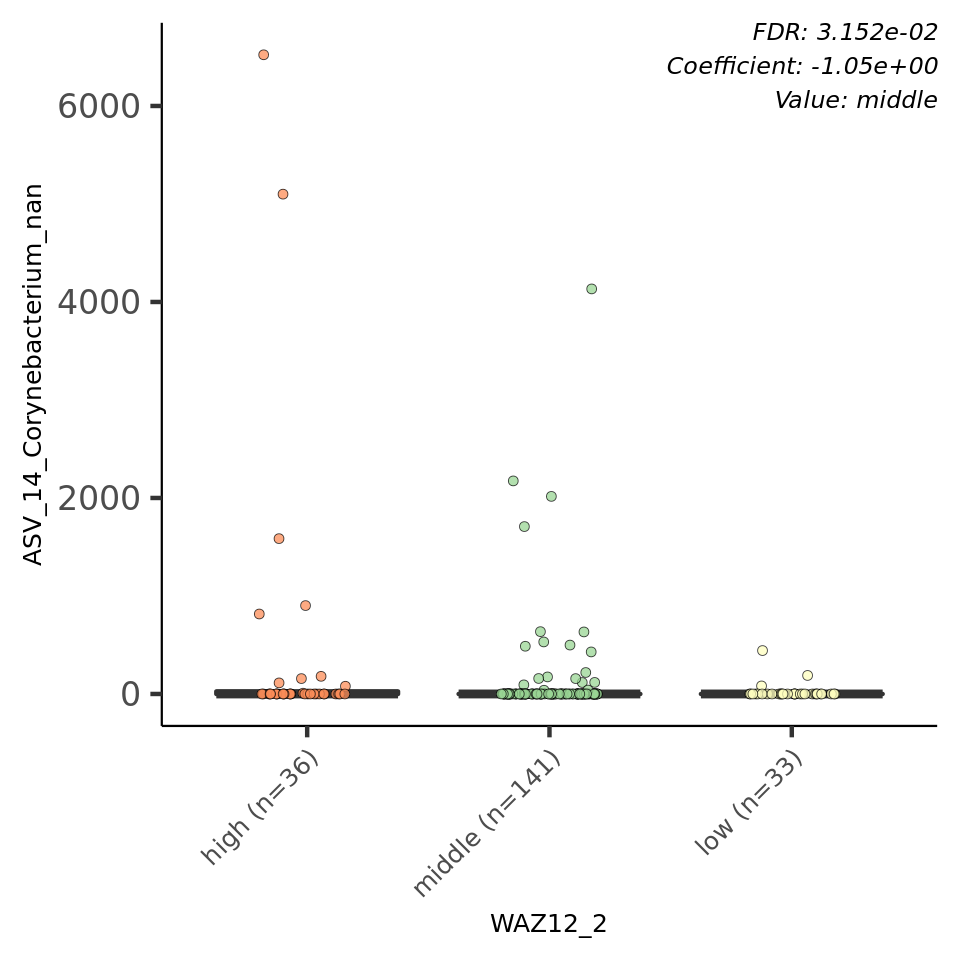 FDR: 3.152e-02
Coefficient: -1.05e+00
Value: middle
ASV_14_Corynebacterium_nan
6000
4000
2000
0
high (n=36)
middle (n=141)
low (n=33)
WAZ12_2